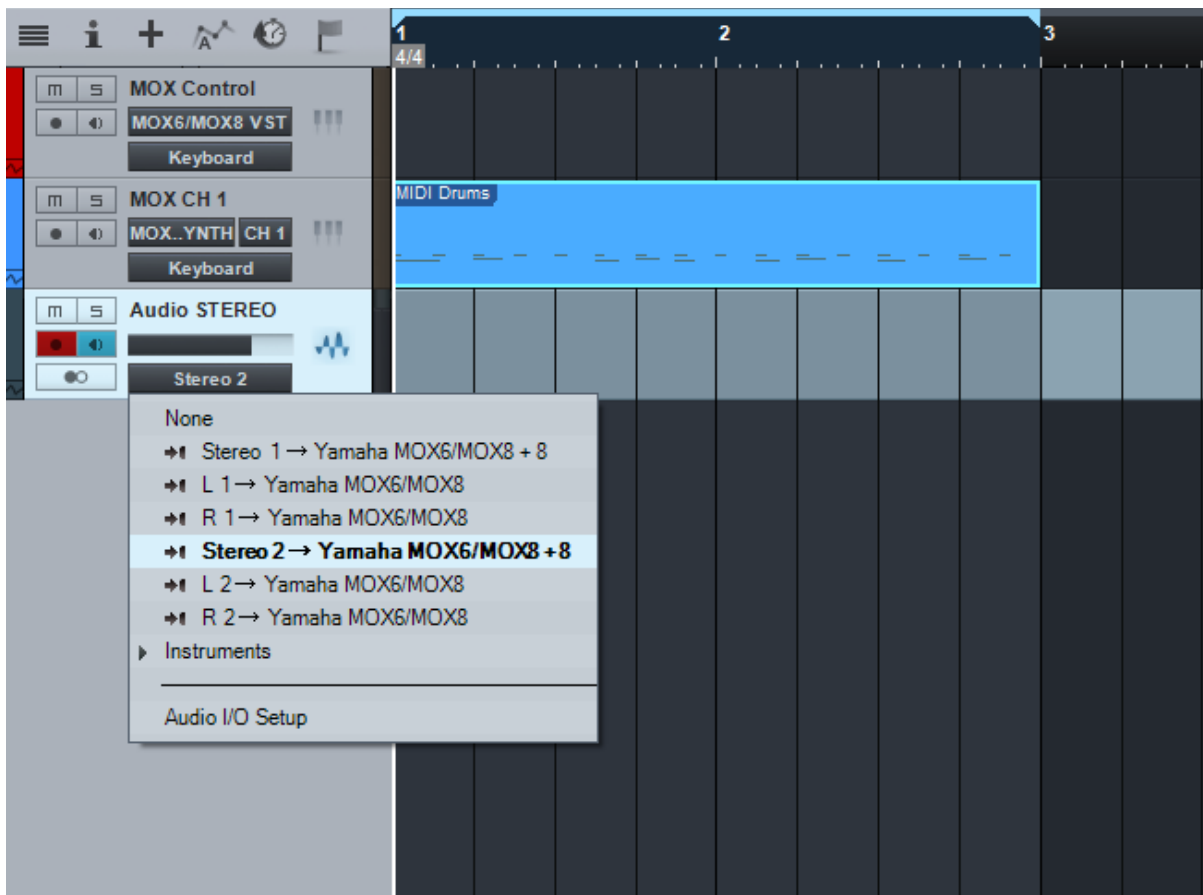 1 2 3
4/4
m s MOX Control
MOX6/MOX8 VST
Keyboard
m s MOX CH 1
MOX..YNTH CH 1
Keyboard
MIDI Drums
m s Audio STEREO
Stereo 2
None
Stereo 1→ Yamaha MOX6/MOX8 + 8
L 1→ Yamaha MOX6/MOX8
R 1→ Yamaha MOX6/MOX8
Stereo 2→ Yamaha MOX6/MOX8 + 8
L 2→ Yamaha MOX6/MOX8
R 2→ Yamaha MOX6/MOX8
Instruments
Audio I/O Setup